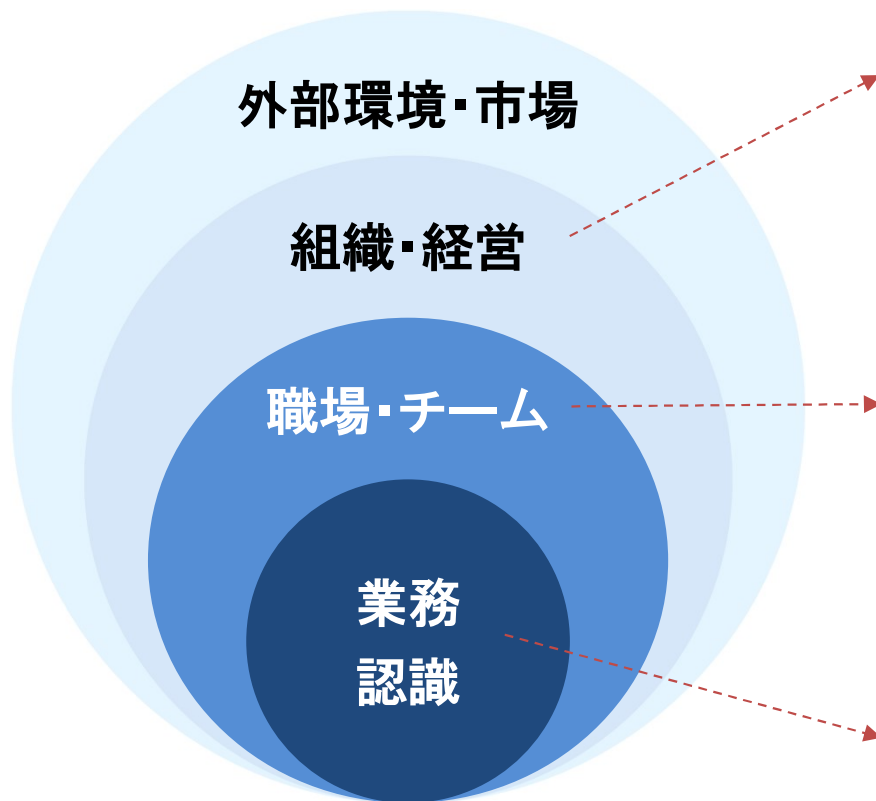 外部環境・市場
組織・経営
職場・チーム
業務
認識